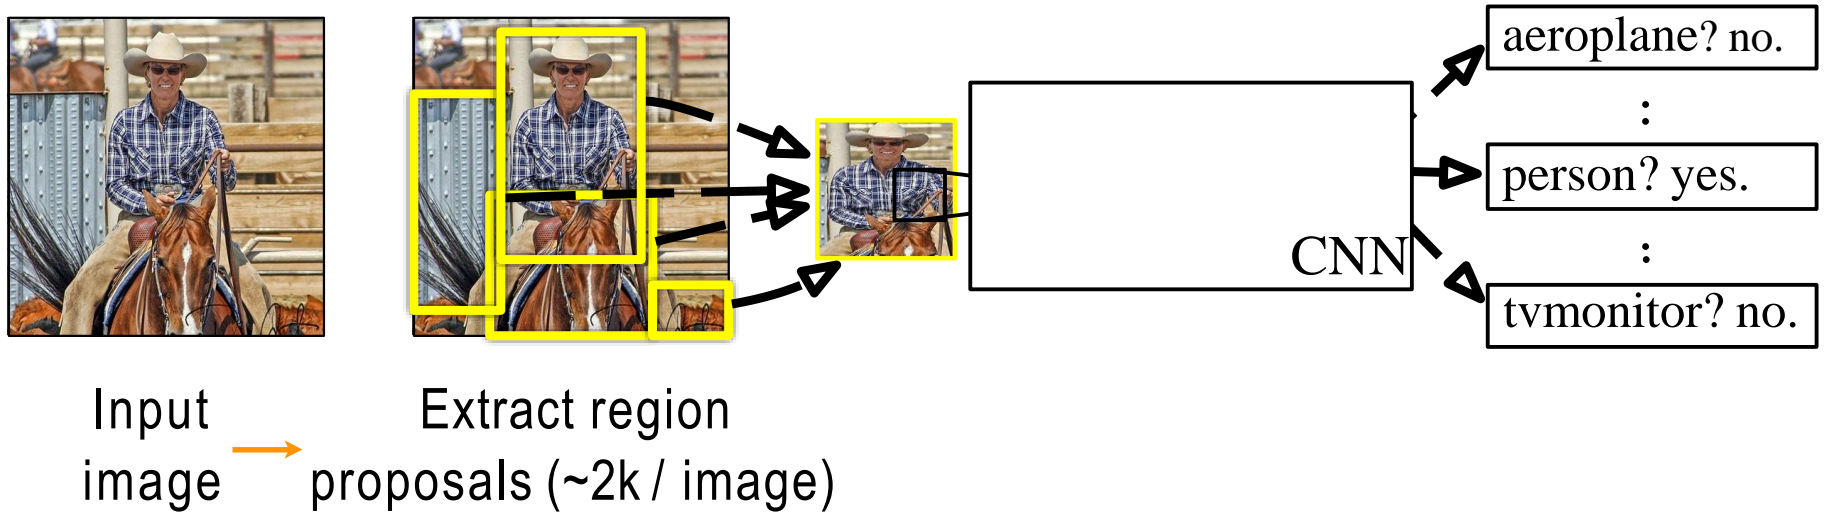 aeroplane? no.
:
person? yes.
:
tvmonitor? no.
CNN
Input
image
Extract region
proposals (~2k / image)